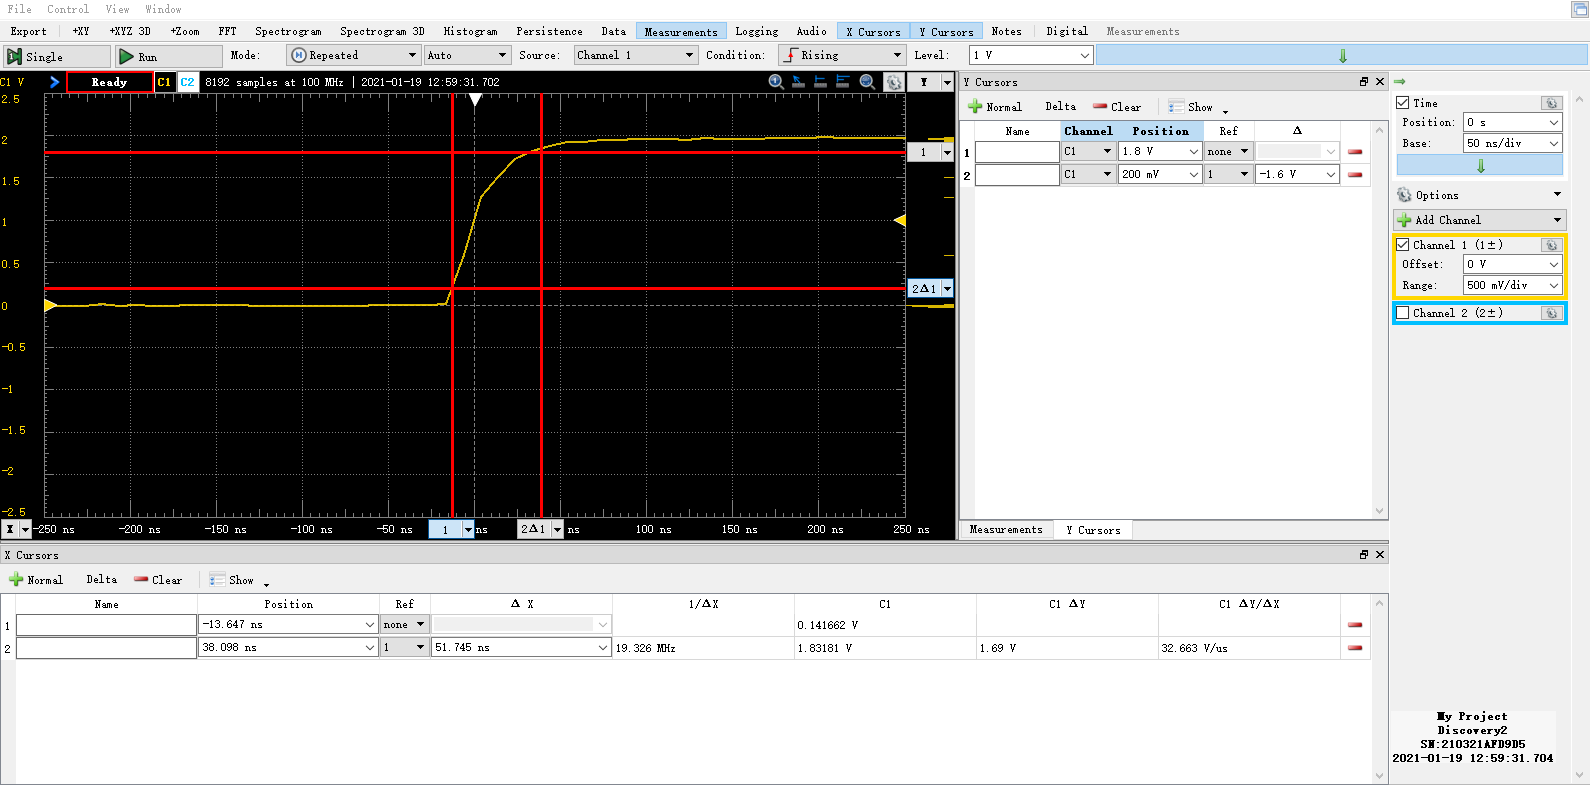 File Control View Window
Export +XY +XYZ 3D +Zoom FFT Spectrogram Spectrogram 3D Histogram Persistence Data Measurements Logging Audio X Cursors Y Cursors Notes Digital Measurements
Single Run Mode: Repeated Auto Source: Channel 1 Condition: Rising Level: 1 V
C1 V Ready C1 C2 8192 samples at 100 MHz | 2021-01-19 12:59:31.702 Y
2.5
2
1.5
1
0.5
0
-0.5
-1
-1.5
-2
-2.5
1
2Δ1
X -250 ns -200 ns -150 ns -100 ns -50 ns 1 ns 2Δ1 ns 100 ns 150 ns 200 ns 250 ns
Y Cursors
Normal Delta Clear Show
Name Channel Position Ref Δ
1 C1 1.8 V none
2 C1 200 mV 1 -1.6 V
Measurements Y Cursors
Time
Position: 0 s
Base: 50 ns/div
Options
Add Channel
Channel 1 (1±)
Offset: 0 V
Range: 500 mV/div
Channel 2 (2±)
X Cursors
Normal Delta Clear Show
Name Position Ref Δ X 1/ΔX C1 C1 ΔY C1 ΔY/ΔX
1 -13.647 ns none 0.141662 V
2 38.098 ns 1 51.745 ns 19.326 MHz 1.83181 V 1.69 V 32.663 V/us
My Project
Discovery2
SN:210321AFD9D5
2021-01-19 12:59:31.704